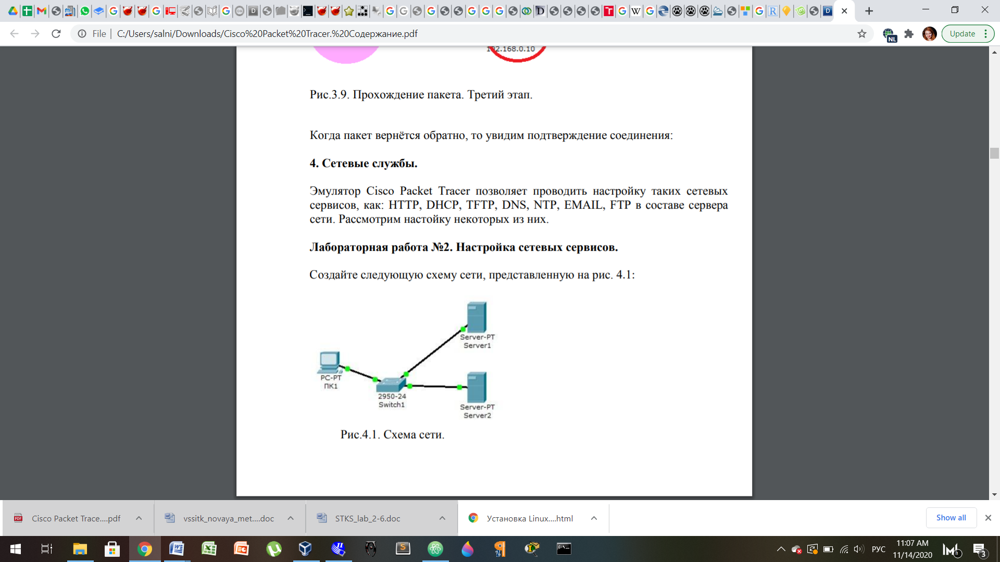 File
C:/Users/salni/Downloads/Cisco%20Packet%20Tracer.%20Содержание.pdf
NL
Update
192.168.0.10
Рис.3.9. Прохождение пакета. Третий этап.
Когда пакет вернётся обратно, то увидим подтверждение соединения:
4. Сетевые службы.
Эмулятор Cisco Packet Tracer позволяет проводить настройку таких сетевых
сервисов, как: HTTP, DHCP, TFTP, DNS, NTP, EMAIL, FTP в составе сервера
сети. Рассмотрим настойку некоторых из них.
Лабораторная работа №2. Настройка сетевых сервисов.
Создайте следующую схему сети, представленную на рис. 4.1:
Server-PT
Server1
PC-PT
ПК1
2950-24
Switch1
Server-PT
Server2
Рис.4.1. Схема сети.
Cisco Packet Trace....pdf
vssitk_novaya_met....doc
STKS_lab_2-6.doc
Установка Linux....html
Show all
РУС
11:07 AM
11/14/2020
3